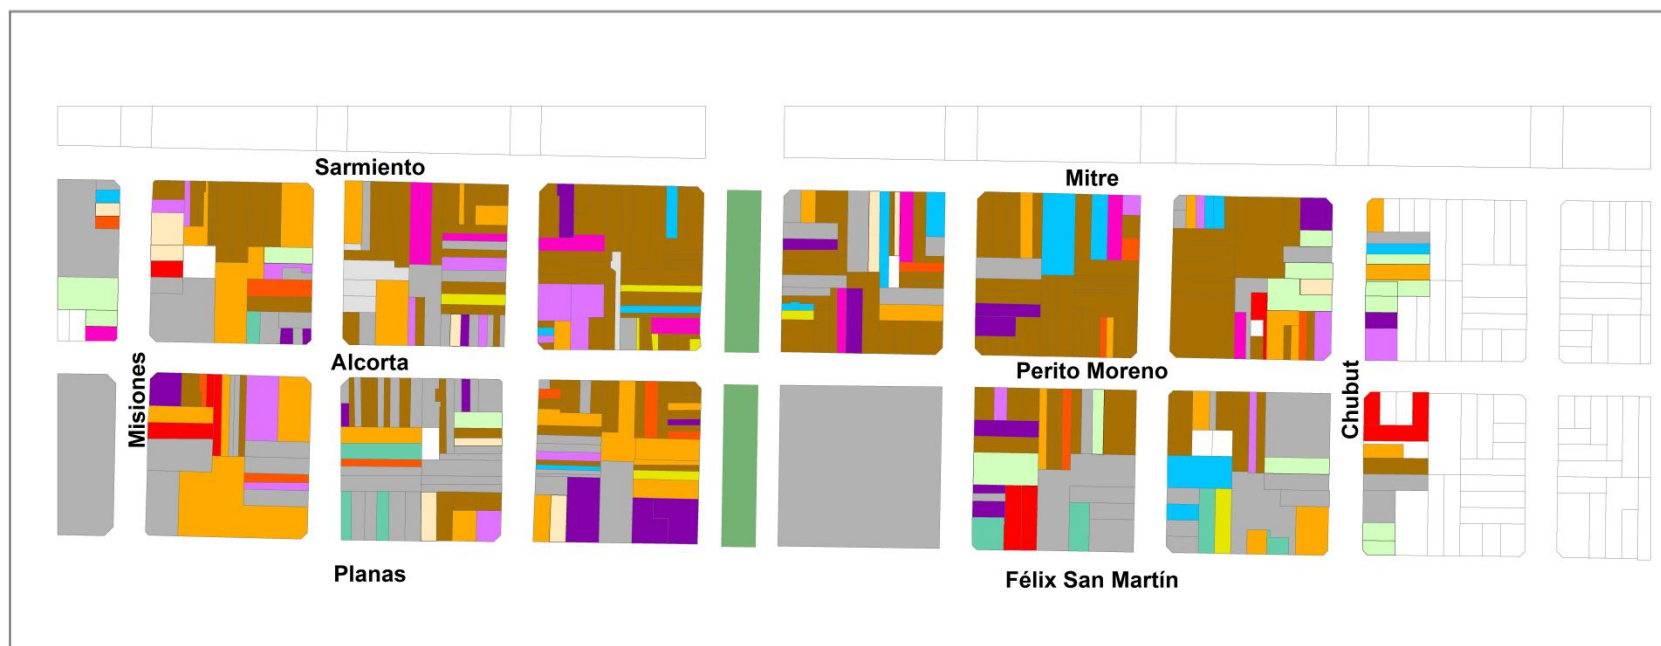 Sarmiento
Mitre
Misiones
Alcorta
Perito Moreno
Chubut
Planas
Félix San Martín